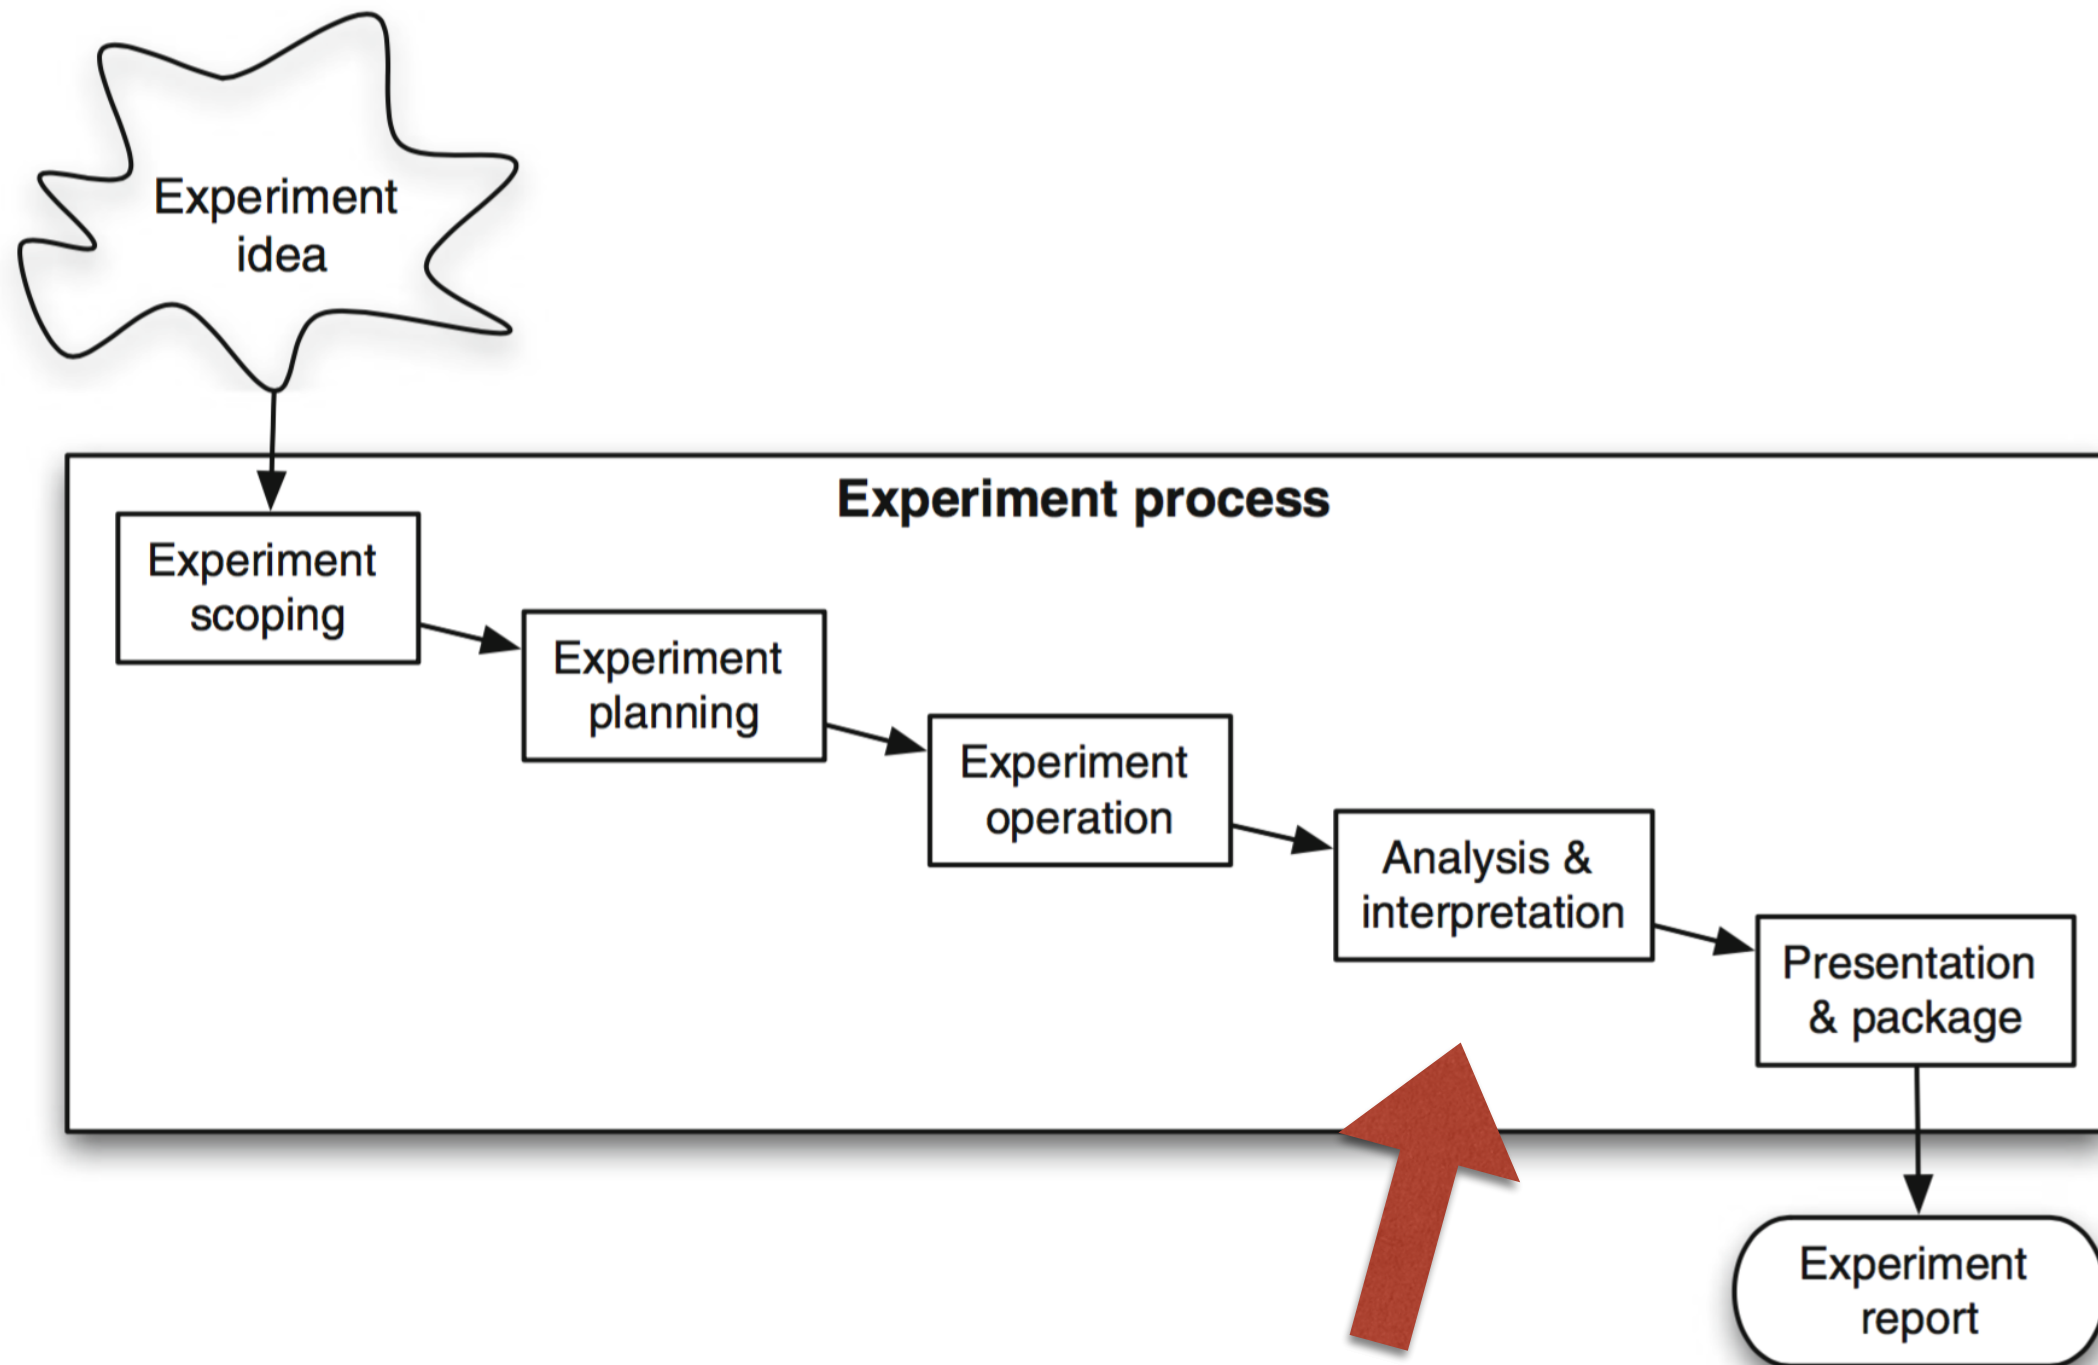 Experiment
idea
Experiment process
Experiment
scoping
Experiment
planning
Experiment
operation
Analysis &
interpretation
Presentation
& package
Experiment
report